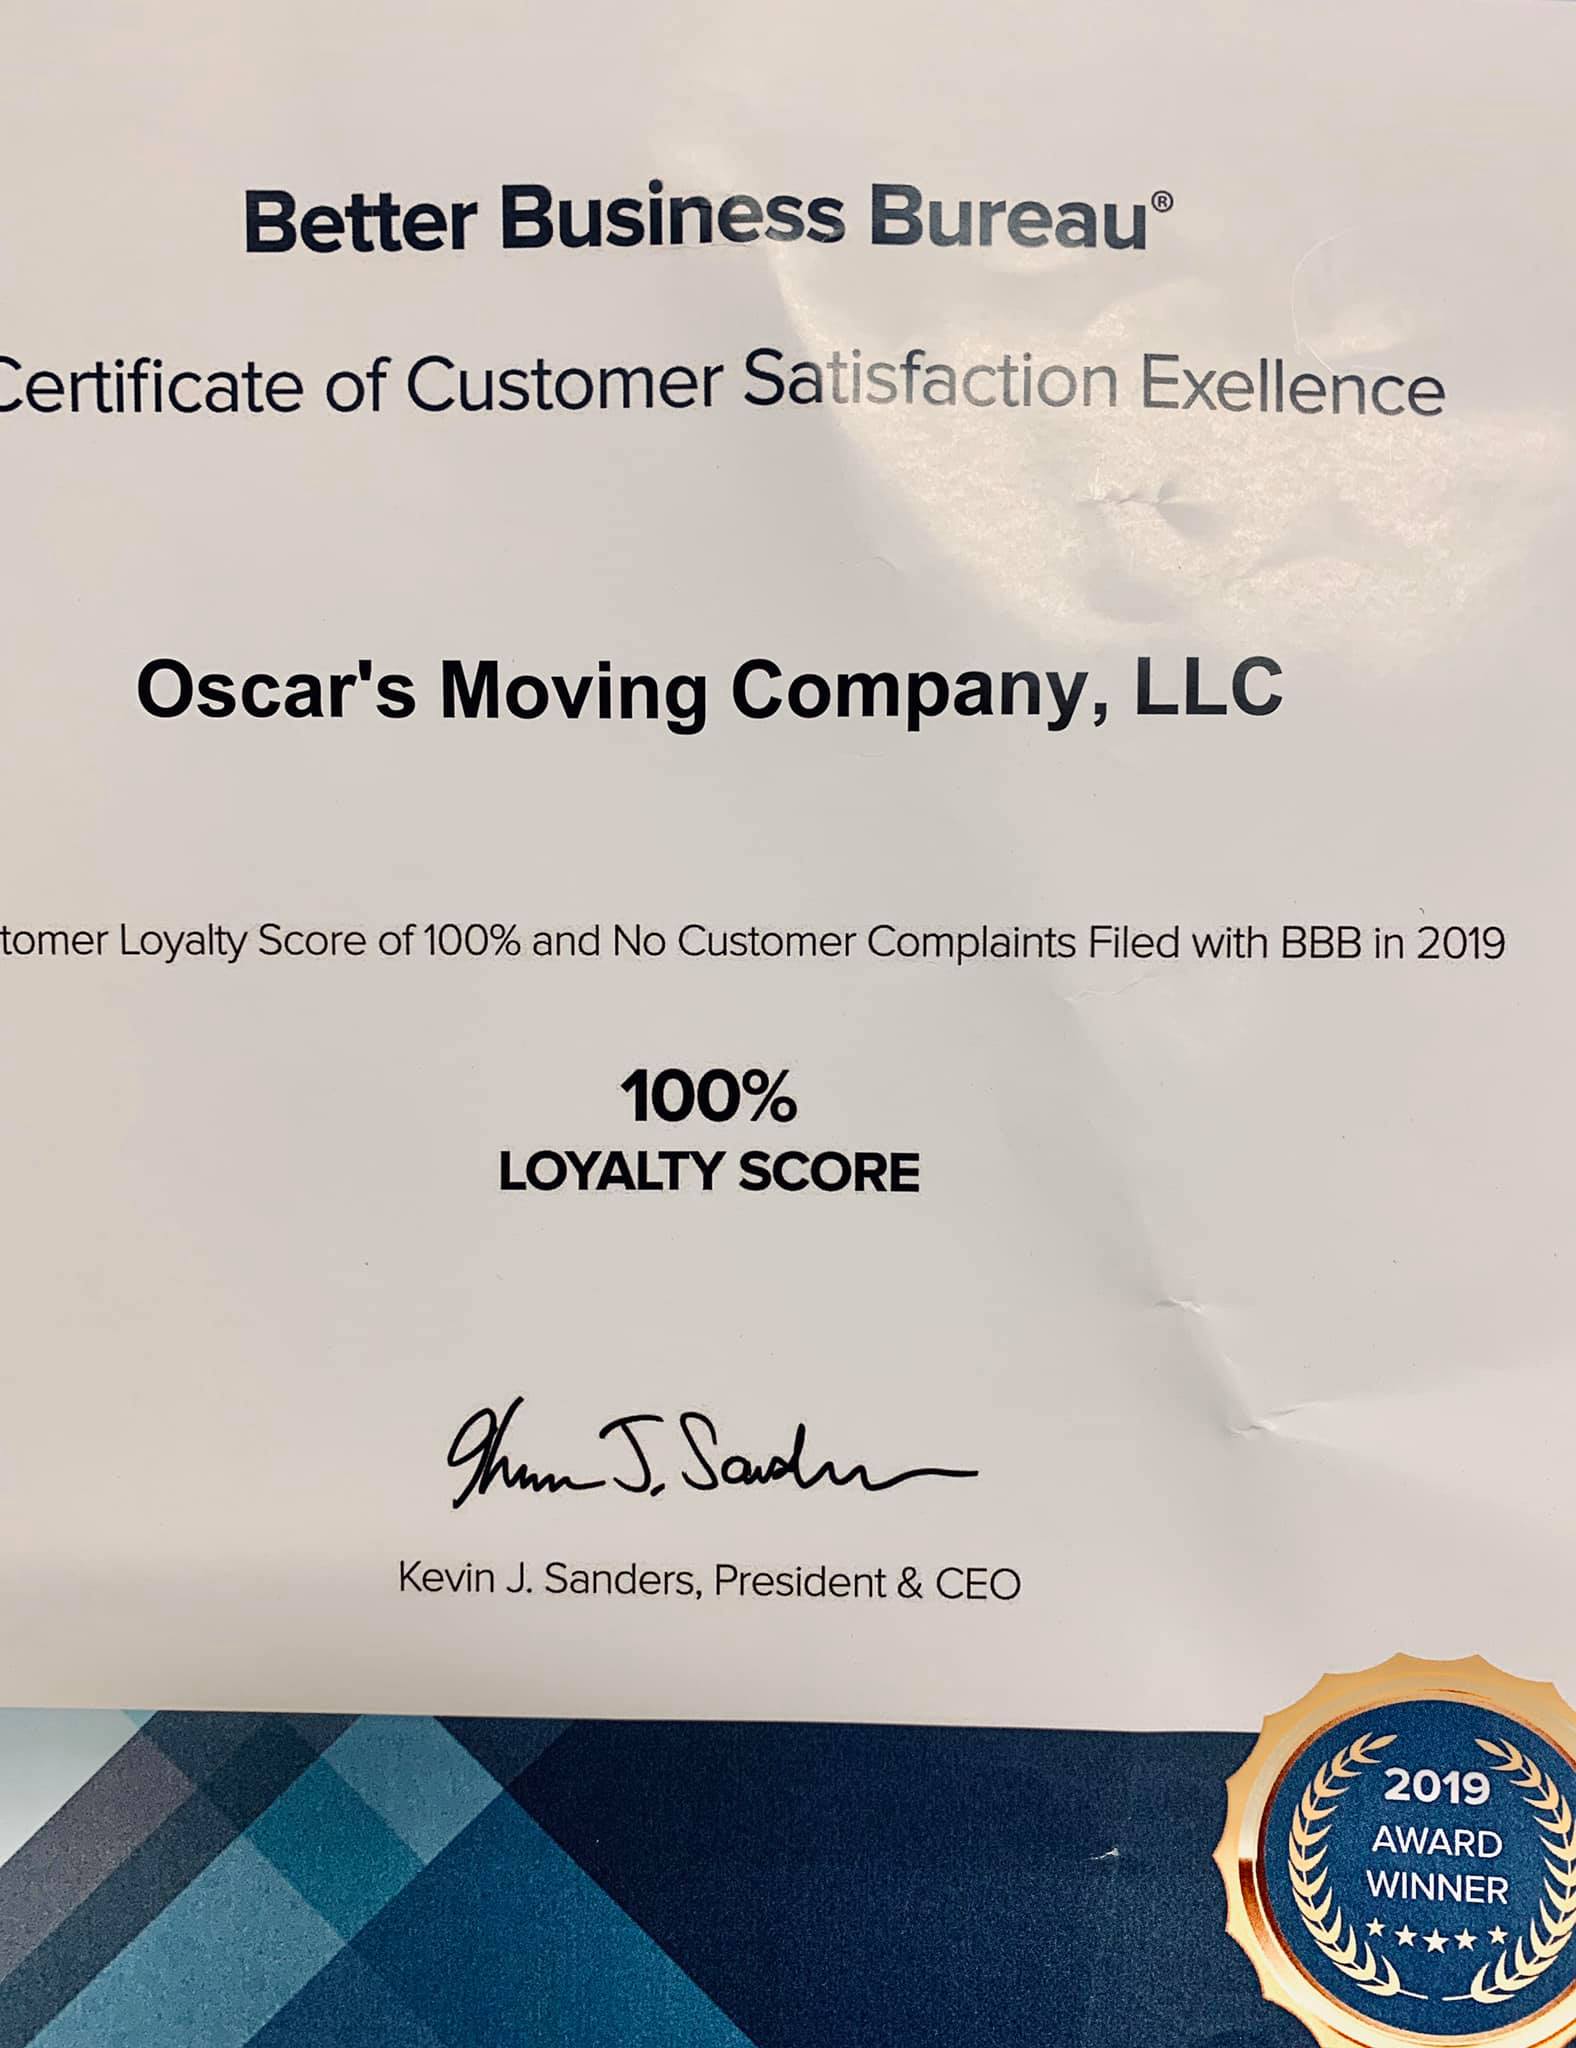 Better Business Bureau®
Certificate of Customer Satisfaction Exellence
Oscar's Moving Company, LLC
tomer Loyalty Score of 100% and No Customer Complaints Filed with BBB in 2019
100%
LOYALTY SCORE
J. Sanders
Kevin J. Sanders, President & CEO
2019
AWARD
WINNER